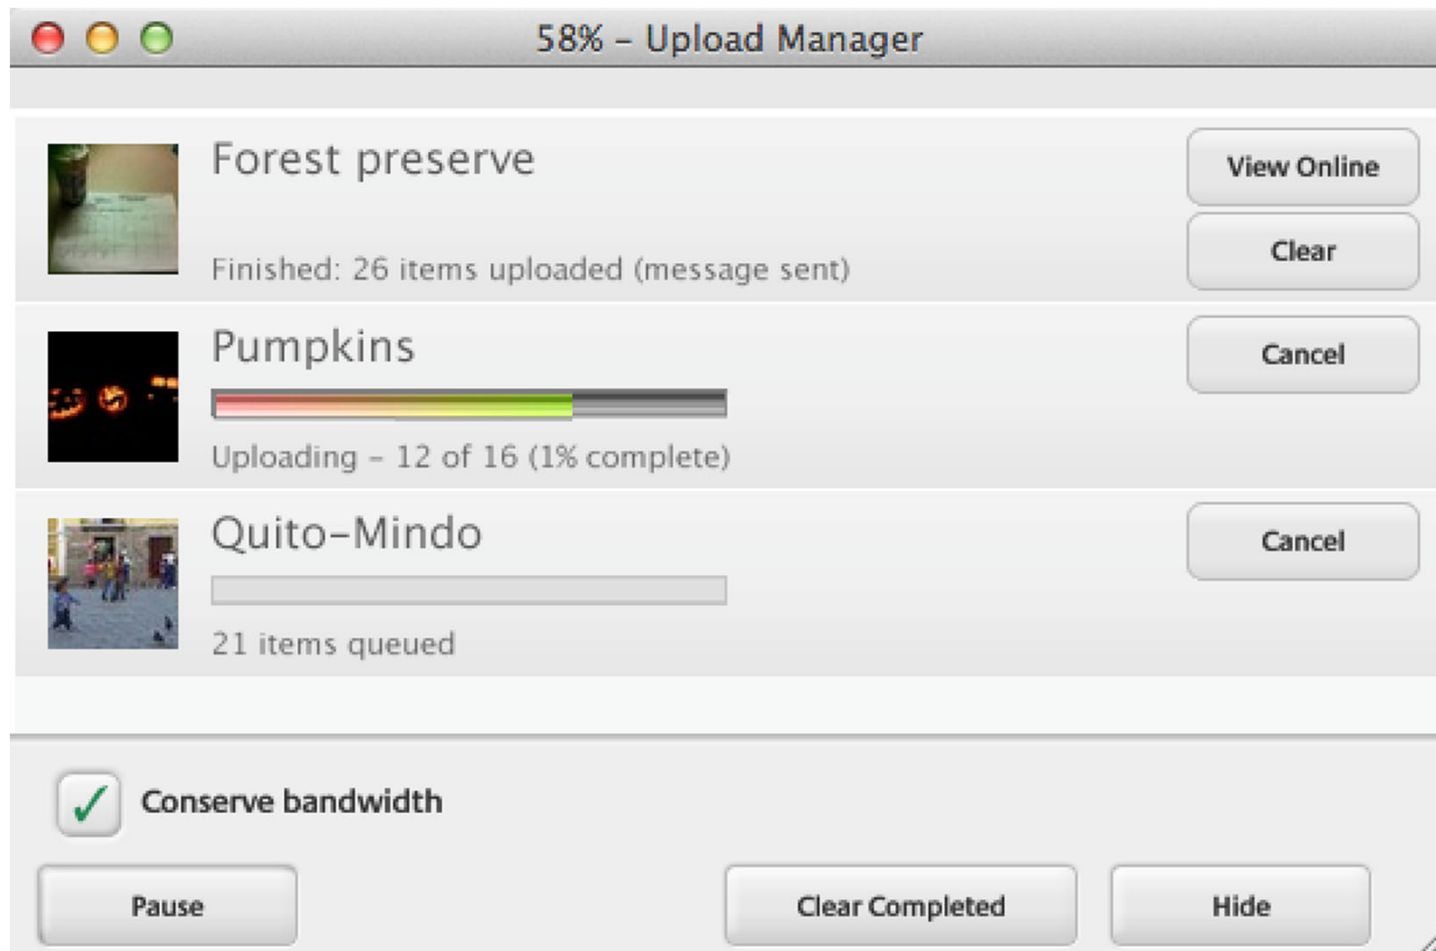 58% – Upload Manager
Forest preserve
View Online
Clear
Finished: 26 items uploaded (message sent)
Pumpkins
Cancel
Uploading – 12 of 16 (1% complete)
Quito–Mindo
Cancel
21 items queued
✓ Conserve bandwidth
Pause
Clear Completed
Hide